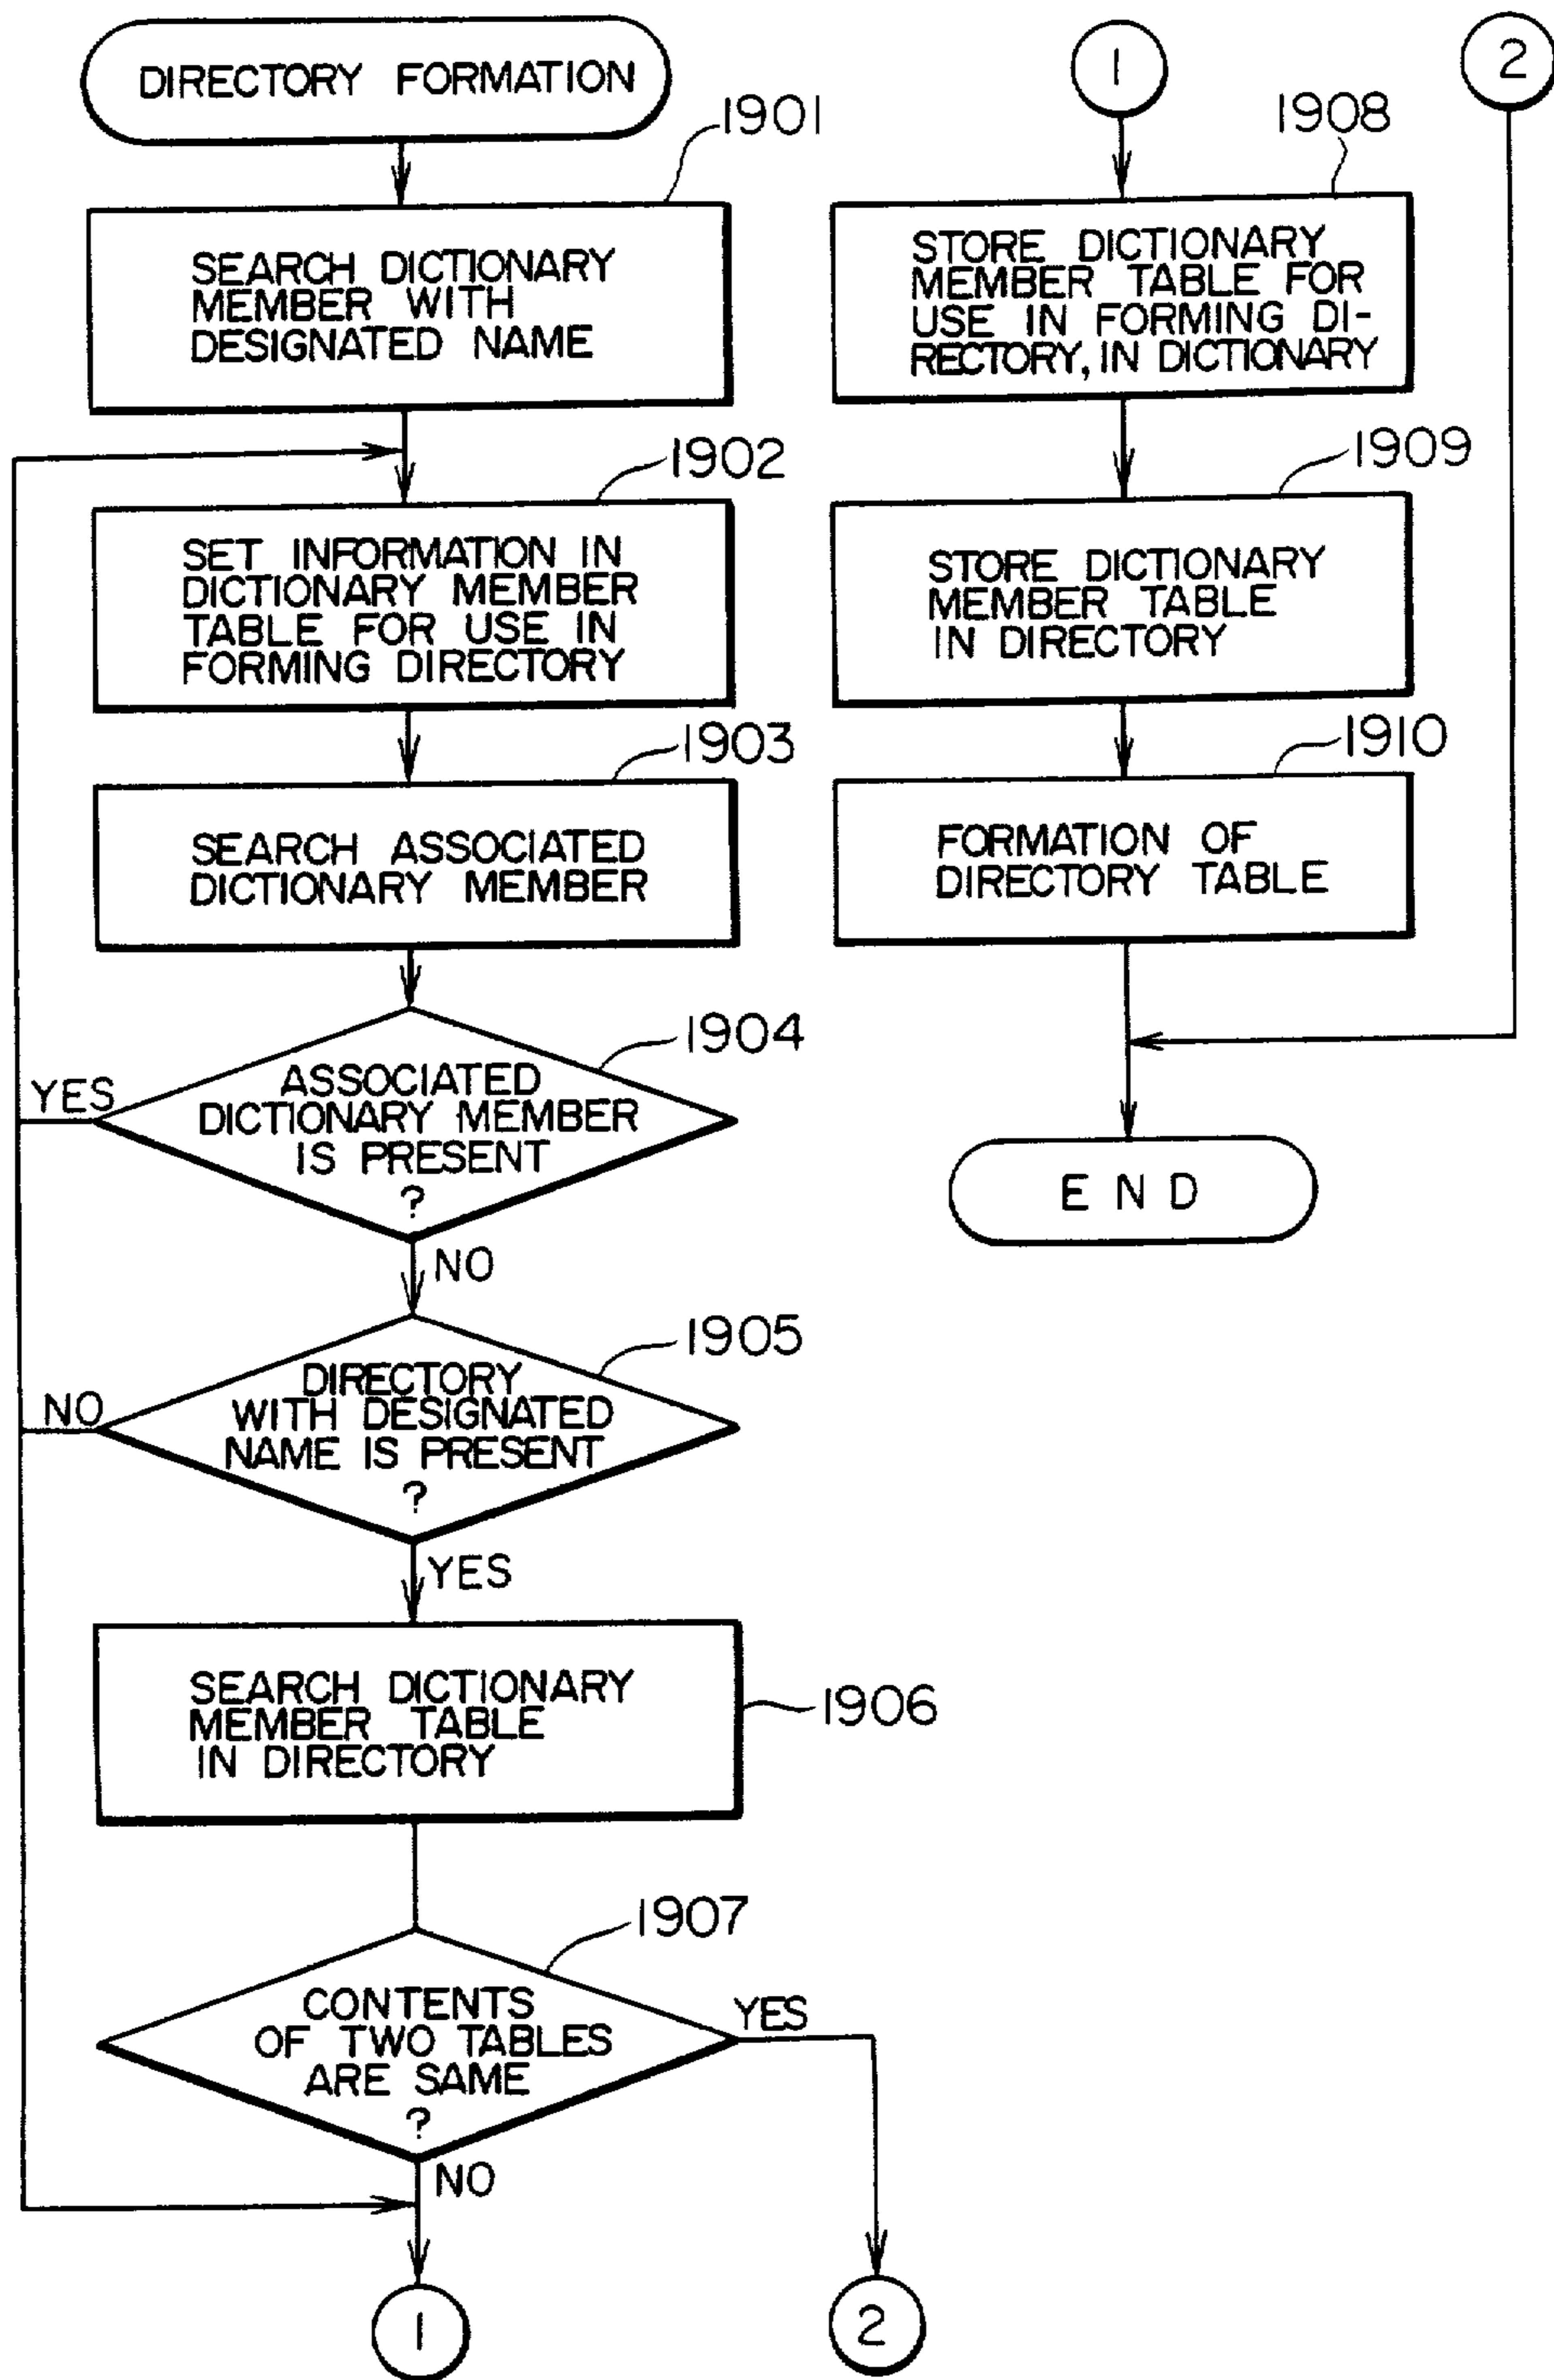 DIRECTORY FORMATION
1901
SEARCH DICTIONARY
MEMBER WITH
DESIGNATED NAME
1902
SET INFORMATION IN
DICTIONARY MEMBER
TABLE FOR USE IN
FORMING DIRECTORY
1903
SEARCH ASSOCIATED
DICTIONARY MEMBER
1904
YES
ASSOCIATED
DICTIONARY MEMBER
IS PRESENT
?
NO
1905
NO
DIRECTORY
WITH DESIGNATED
NAME IS PRESENT
?
YES
SEARCH DICTIONARY
MEMBER TABLE
IN DIRECTORY
1906
1907
CONTENTS
OF TWO TABLES
ARE SAME
?
YES
NO
1
2
1
2
1908
STORE DICTIONARY
MEMBER TABLE FOR
USE IN FORMING DI-
RECTORY, IN DICTIONARY
1909
STORE DICTIONARY
MEMBER TABLE
IN DIRECTORY
1910
FORMATION OF
DIRECTORY TABLE
END